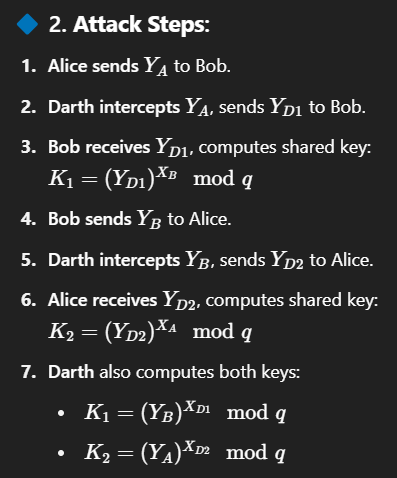 🔷 2. Attack Steps:
1. Alice sends Y_A to Bob.
2. Darth intercepts Y_A, sends Y_{D1} to Bob.
3. Bob receives Y_{D1}, computes shared key:
K_1 = (Y_{D1})^{X_B} mod q
4. Bob sends Y_B to Alice.
5. Darth intercepts Y_B, sends Y_{D2} to Alice.
6. Alice receives Y_{D2}, computes shared key:
K_2 = (Y_{D2})^{X_A} mod q
7. Darth also computes both keys:
• K_1 = (Y_B)^{X_{D1}} mod q
• K_2 = (Y_A)^{X_{D2}} mod q